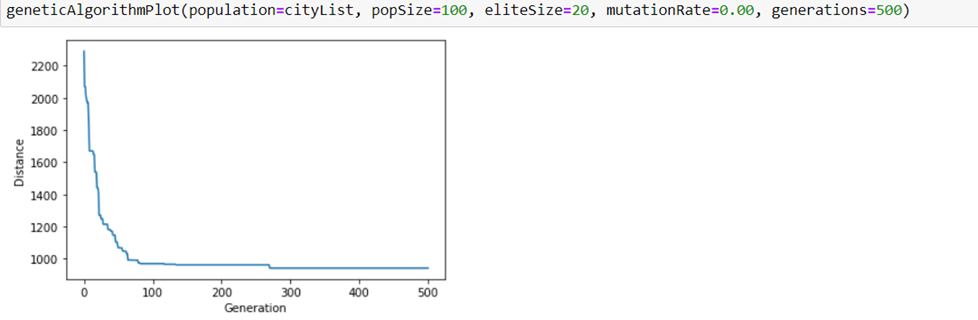 geneticAlgorithmPlot(population=cityList, popSize=100, eliteSize=20, mutationRate=0.00, generations=500)
2200
2000
1800
1600
1400
1200
1000
Distance
0 100 200 300 400 500
Generation